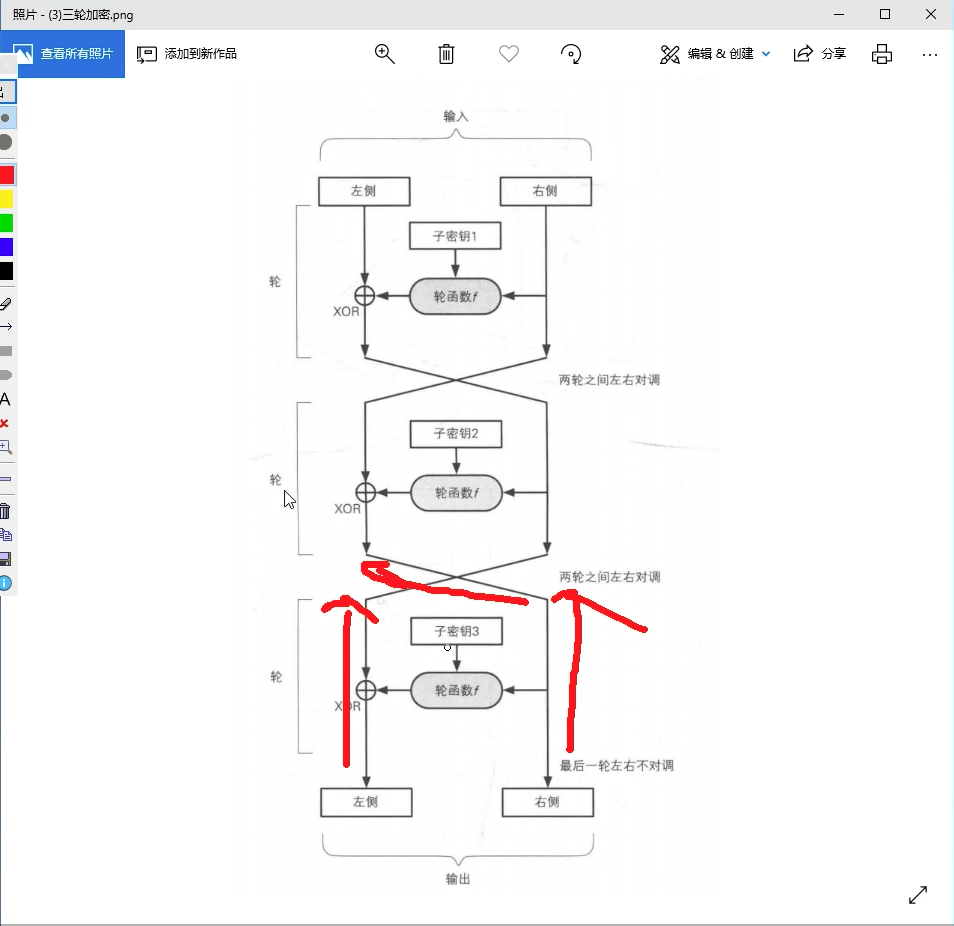 照片 - (3)三轮加密.png
查看所有照片
添加到新作品
编辑 & 创建
分享
输入
左侧
右侧
子密钥1
轮
轮函数f
XOR
两轮之间左右对调
子密钥2
轮
轮函数f
XOR
两轮之间左右对调
子密钥3
轮
轮函数f
XOR
最后一轮左右不对调
左侧
右侧
输出
A